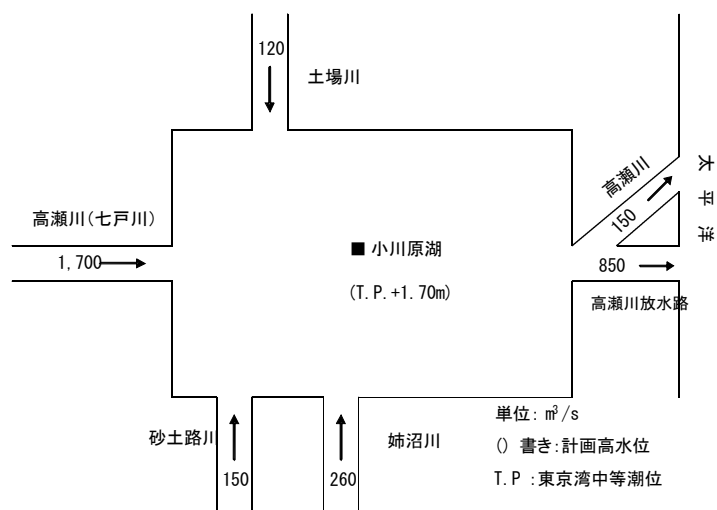 120
土場川
高瀬川
150
太平洋
高瀬川(七戸川)
1,700
■ 小川原湖
(T.P.+1.70m)
850
高瀬川放水路
砂土路川
150
260
姉沼川
単位: m³/s
() 書き:計画高水位
T.P :東京湾中等潮位